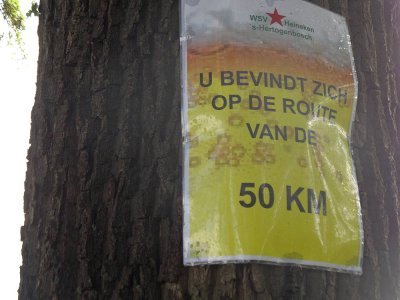 WSV Heineken
's-Hertogenbosch
U BEVINDT ZICH
OP DE ROUTE
VAN DE
50 KM